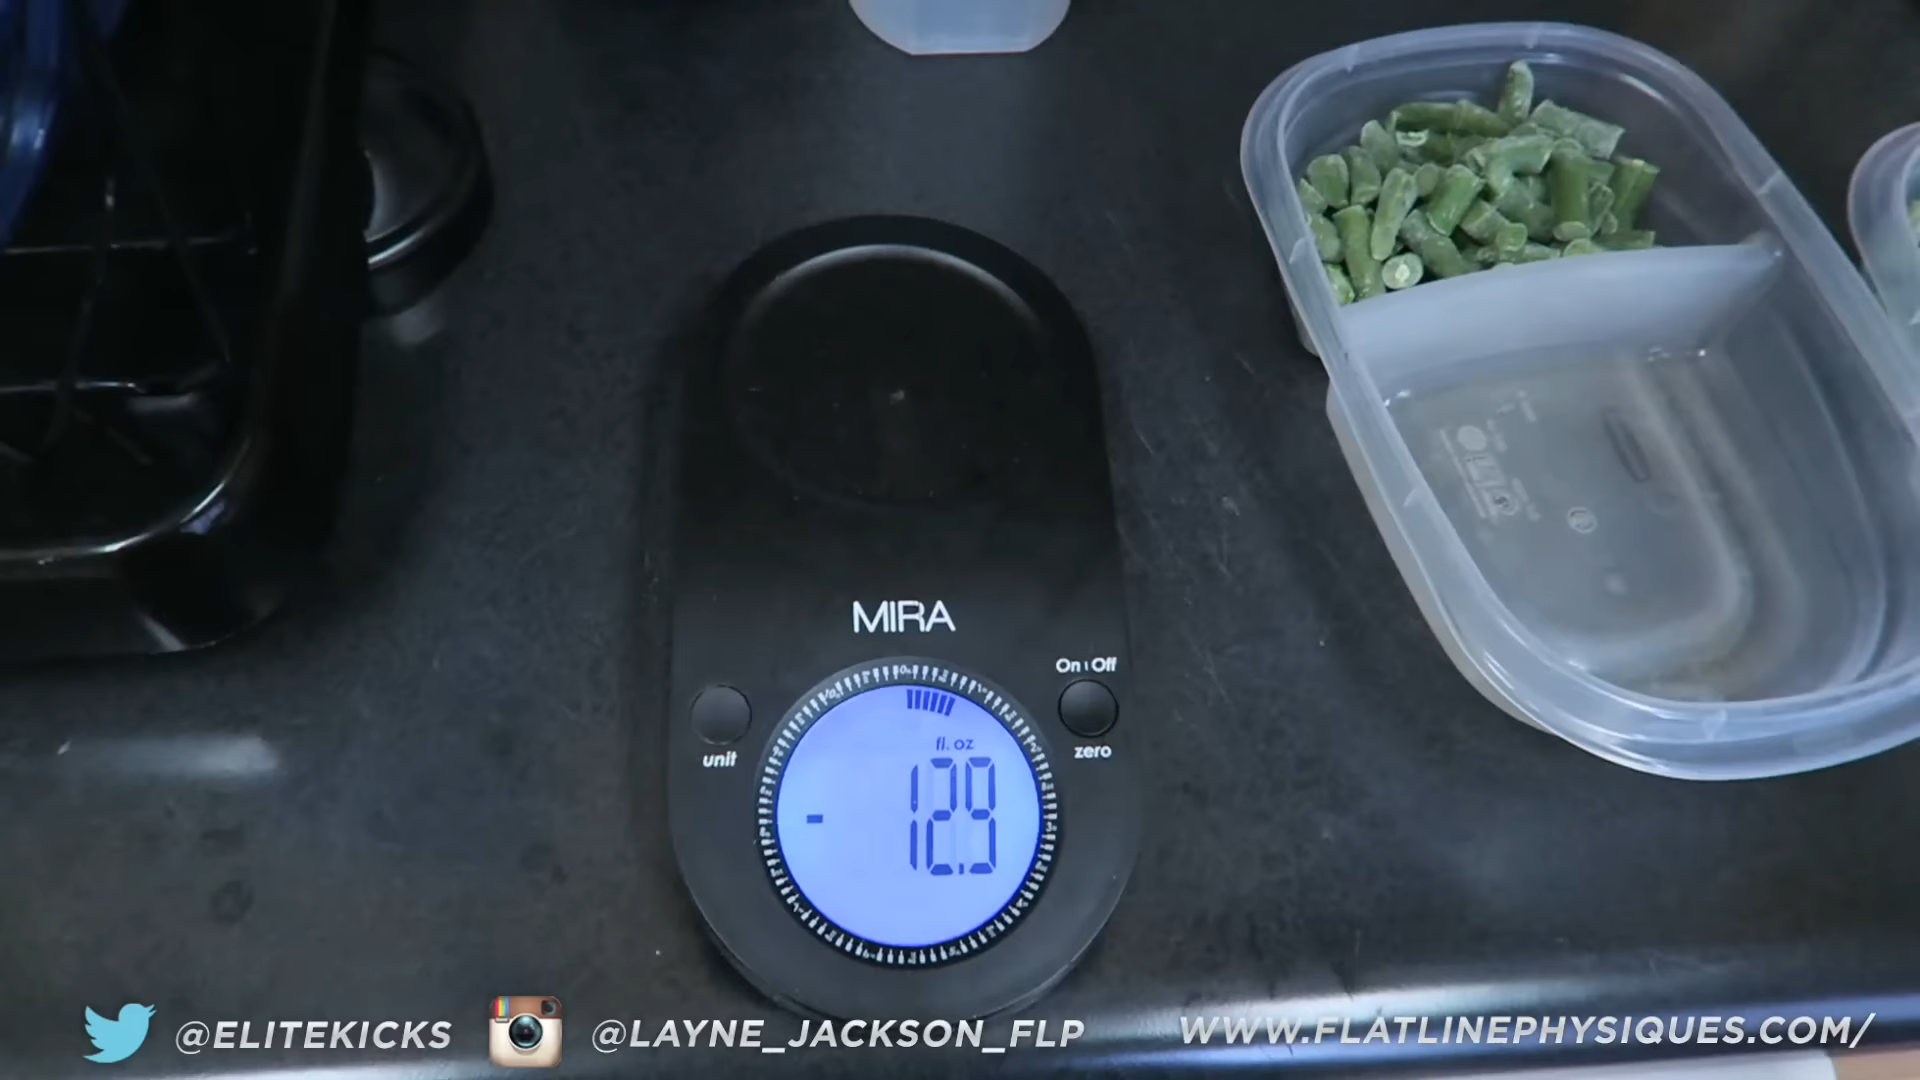 MIRA
On | Off
unit
zero
fl. oz
- 12.9
@ELITEKICKS
@LAYNE_JACKSON_FLP
WWW.FLATLINEPHYSIQUES.COM/